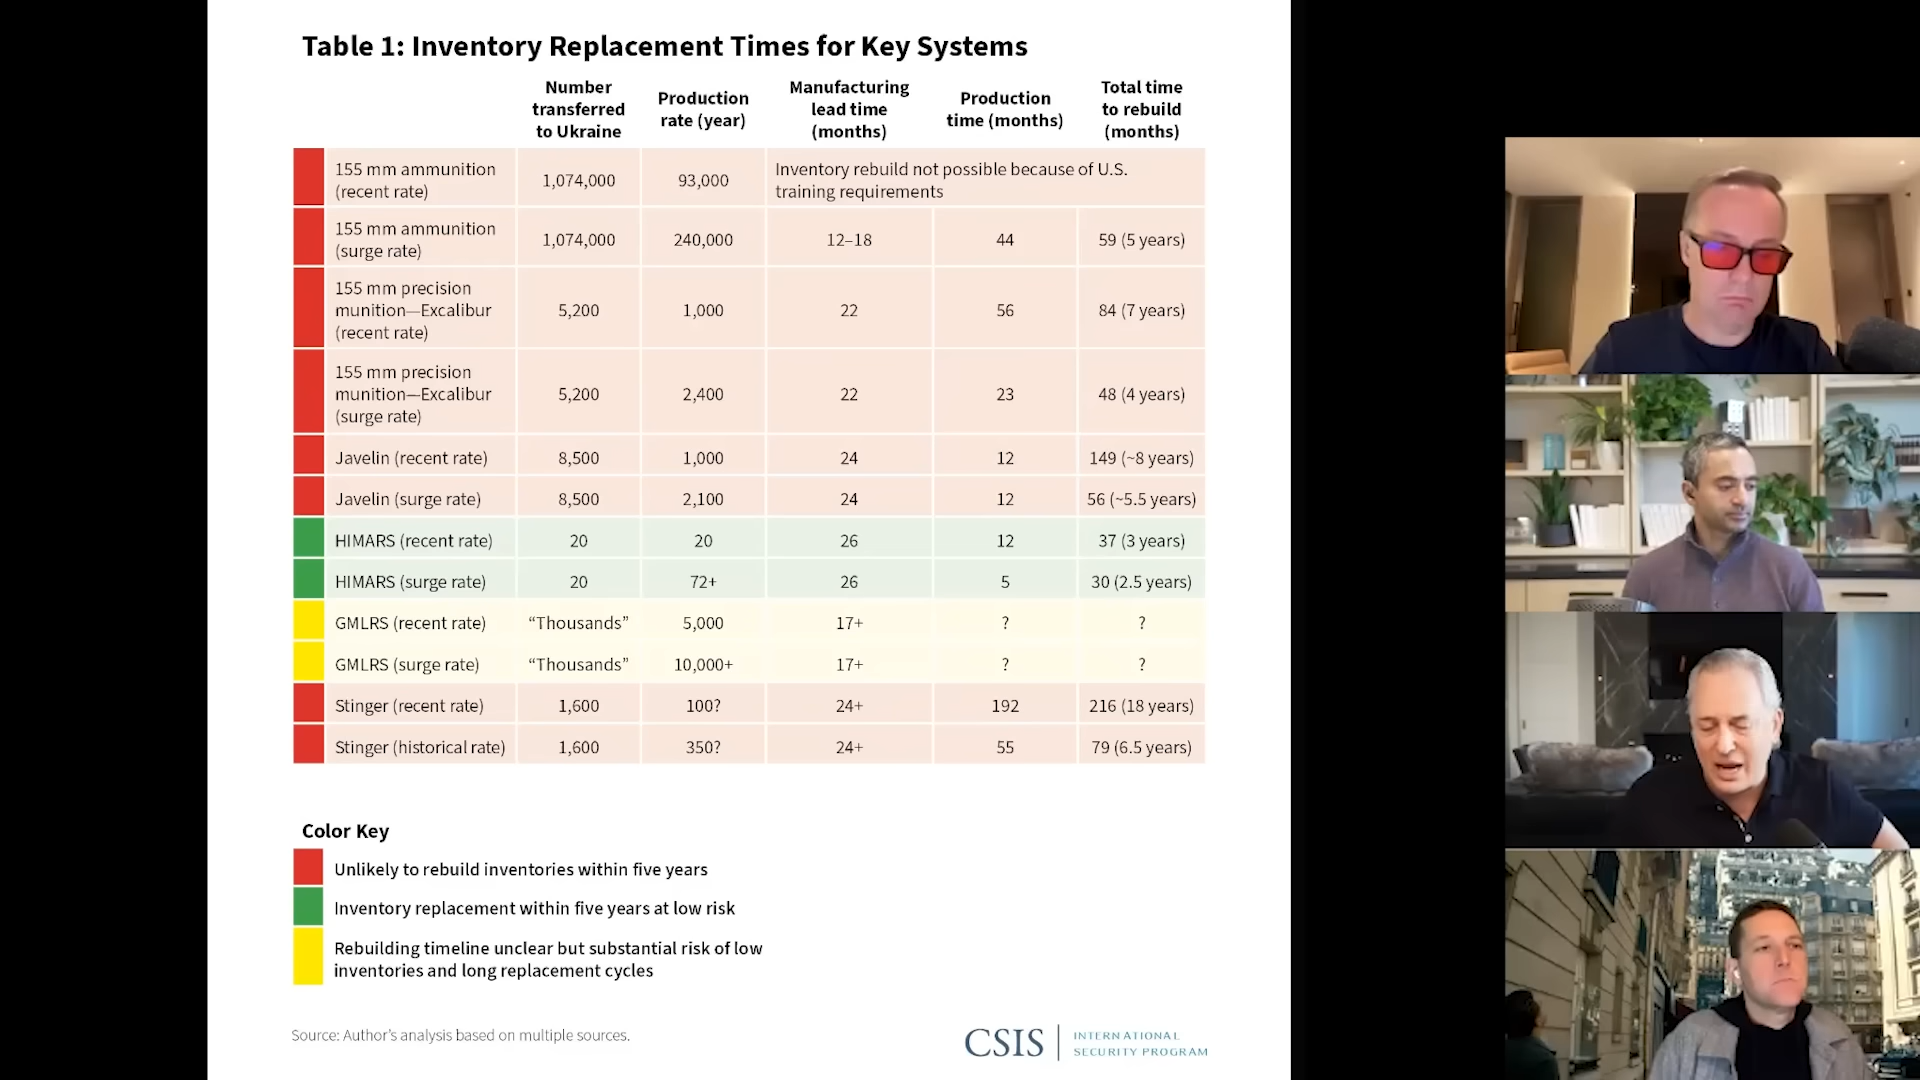 Table 1: Inventory Replacement Times for Key Systems
Number transferred to Ukraine
Production rate (year)
Manufacturing lead time (months)
Production time (months)
Total time to rebuild (months)
155 mm ammunition (recent rate) 1,074,000 93,000 Inventory rebuild not possible because of U.S. training requirements
155 mm ammunition (surge rate) 1,074,000 240,000 12–18 44 59 (5 years)
155 mm precision munition—Excalibur (recent rate) 5,200 1,000 22 56 84 (7 years)
155 mm precision munition—Excalibur (surge rate) 5,200 2,400 22 23 48 (4 years)
Javelin (recent rate) 8,500 1,000 24 12 149 (~8 years)
Javelin (surge rate) 8,500 2,100 24 12 56 (~5.5 years)
HIMARS (recent rate) 20 20 26 12 37 (3 years)
HIMARS (surge rate) 20 72+ 26 5 30 (2.5 years)
GMLRS (recent rate) “Thousands” 5,000 17+ ? ?
GMLRS (surge rate) “Thousands” 10,000+ 17+ ? ?
Stinger (recent rate) 1,600 100? 24+ 192 216 (18 years)
Stinger (historical rate) 1,600 350? 24+ 55 79 (6.5 years)
Color Key
Unlikely to rebuild inventories within five years
Inventory replacement within five years at low risk
Rebuilding timeline unclear but substantial risk of low
inventories and long replacement cycles
Source: Author’s analysis based on multiple sources.
CSIS
INTERNATIONAL
SECURITY PROGRAM